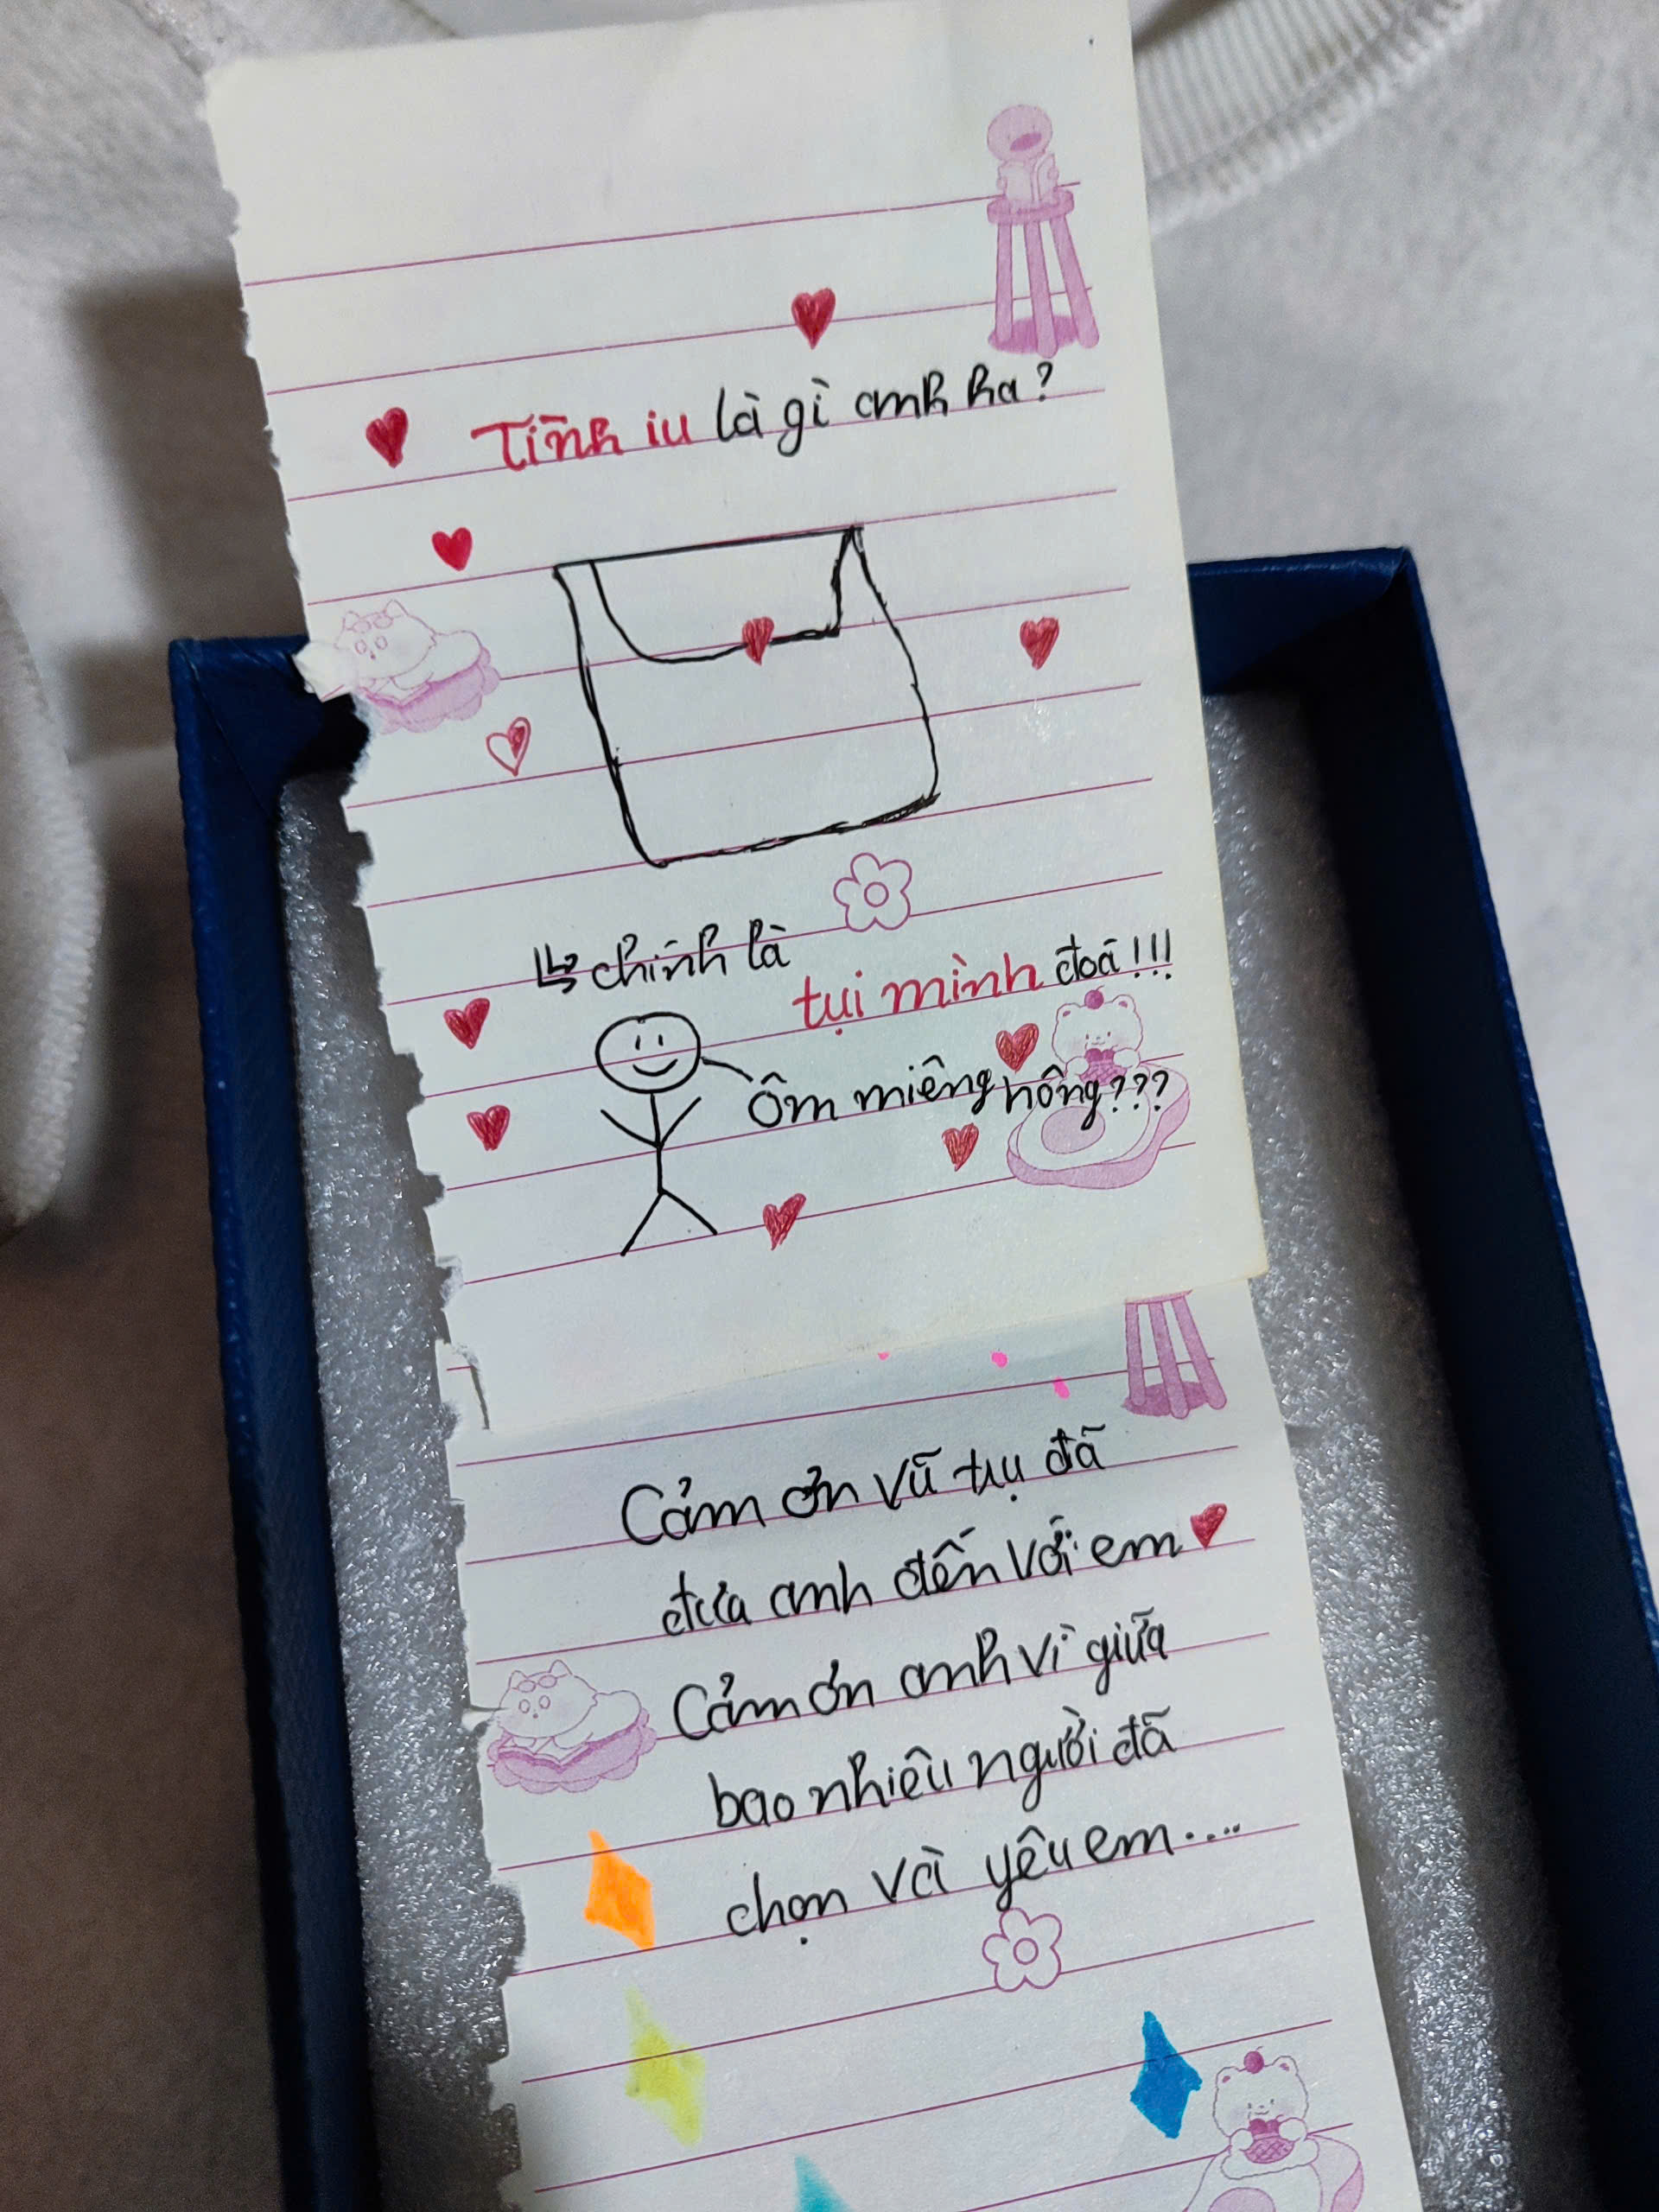 Tình iu là gì anh ha?
↳ chính là
tụi mình đoá!!!
Ôm miêng hông???
Cảm ơn vũ trụ đã
đưa anh đến với em
Cảm ơn anh vì giữa
bao nhiêu người đã
chọn và yêu em....